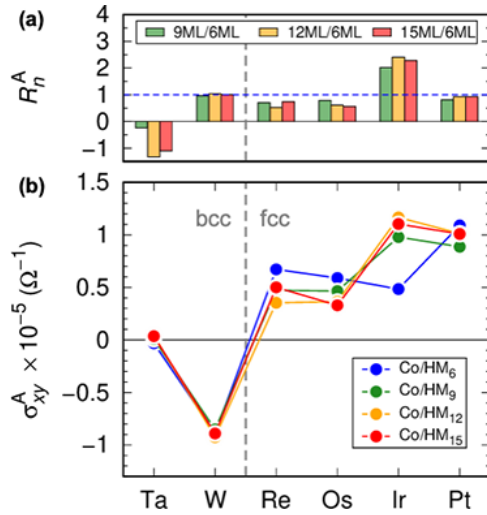 (a)
9ML/6ML 12ML/6ML 15ML/6ML
R_n^A
4
3
2
1
0
-1
(b)
bcc fcc
σ_xy^A × 10^-5 (Ω^-1)
1.5
1
0.5
0
-0.5
-1
Co/HM_6
Co/HM_9
Co/HM_12
Co/HM_15
Ta W Re Os Ir Pt